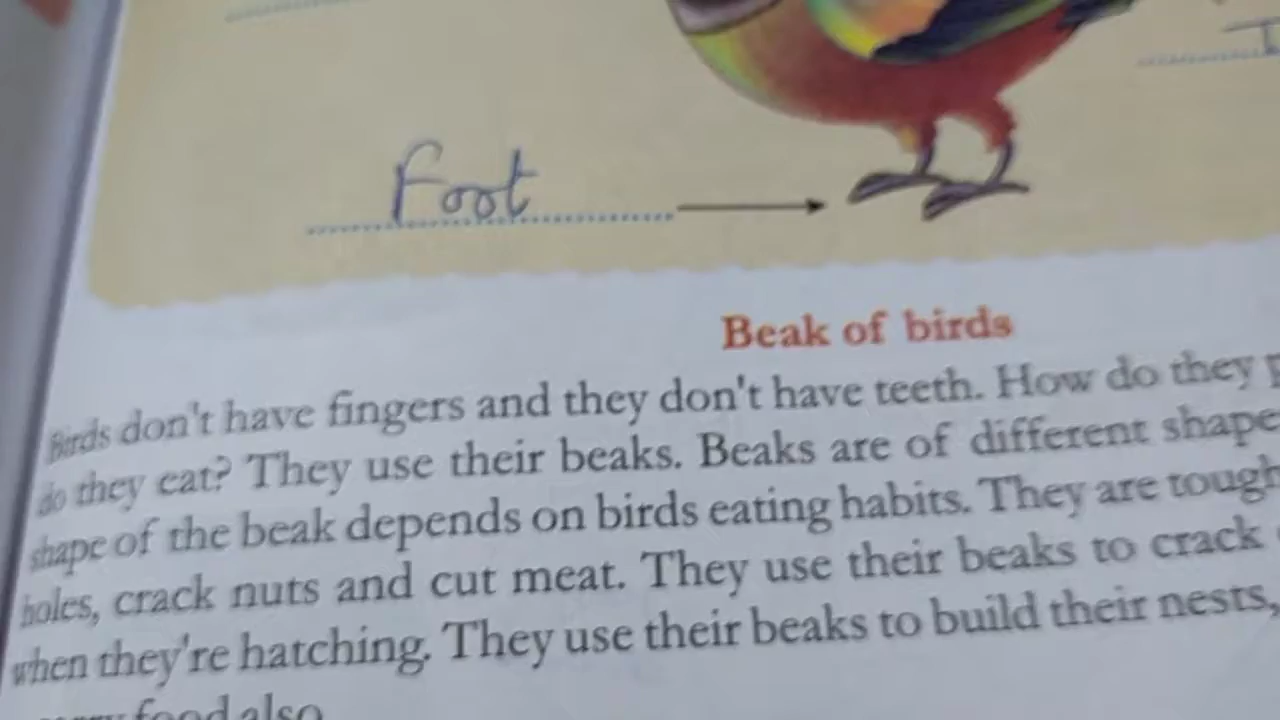 Foot
Beak of birds
Birds don't have fingers and they don't have teeth. How do they
do they eat? They use their beaks. Beaks are of different shape
shape of the beak depends on birds eating habits. They are tough
holes, crack nuts and cut meat. They use their beaks to crack
when they're hatching. They use their beaks to build their nests,
food also